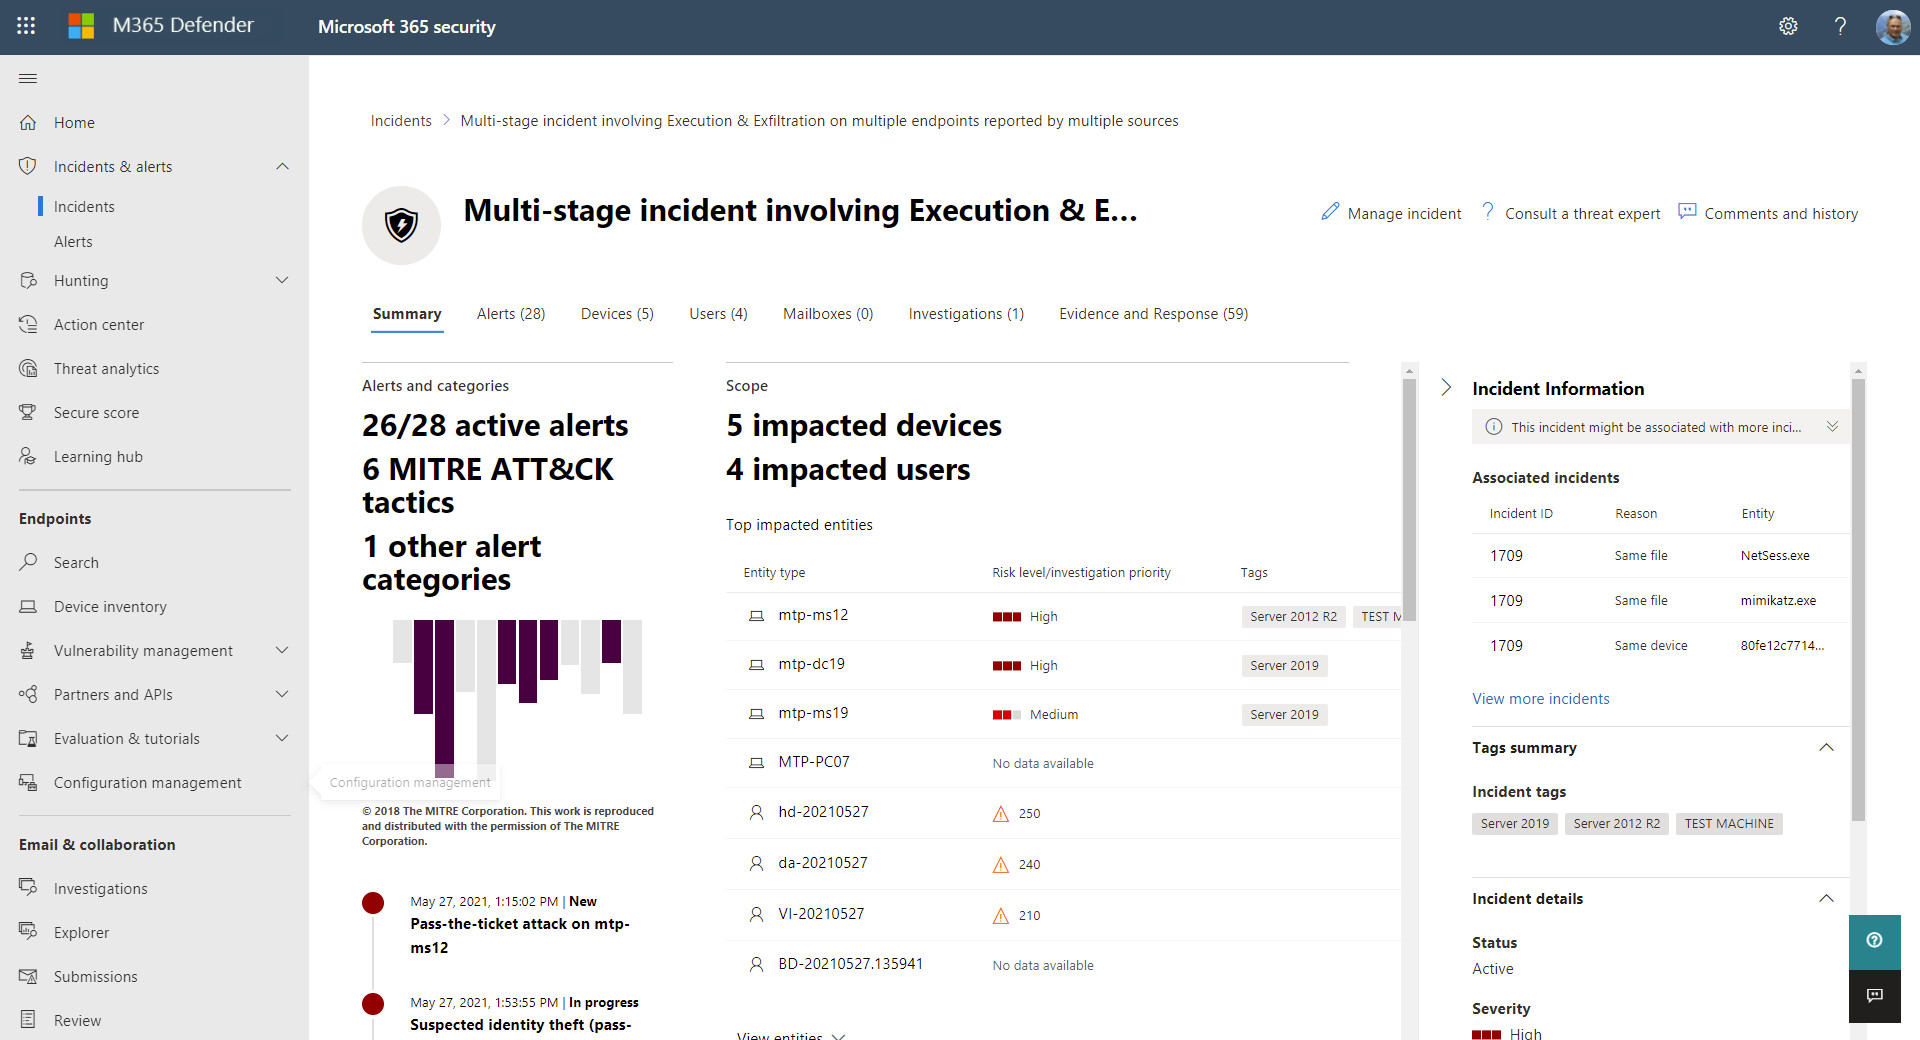 M365 Defender
Microsoft 365 security
Home
Incidents & alerts
Incidents
Alerts
Hunting
Action center
Threat analytics
Secure score
Learning hub
Endpoints
Search
Device inventory
Vulnerability management
Partners and APIs
Evaluation & tutorials
Configuration management
Email & collaboration
Investigations
Explorer
Submissions
Review
Configuration management
Incidents > Multi-stage incident involving Execution & Exfiltration on multiple endpoints reported by multiple sources
Multi-stage incident involving Execution & E...
Manage incident
? Consult a threat expert
Comments and history
Summary Alerts (28) Devices (5) Users (4) Mailboxes (0) Investigations (1) Evidence and Response (59)
Alerts and categories
26/28 active alerts
6 MITRE ATT&CK
tactics
1 other alert
categories
© 2018 The MITRE Corporation. This work is reproduced
and distributed with the permission of The MITRE
Corporation.
May 27, 2021, 1:15:02 PM | New
Pass-the-ticket attack on mtp-
ms12
May 27, 2021, 1:53:55 PM | In progress
Suspected identity theft (pass-
Scope
5 impacted devices
4 impacted users
Top impacted entities
Entity type Risk level/investigation priority Tags
mtp-ms12 High Server 2012 R2 TEST M
mtp-dc19 High Server 2019
mtp-ms19 Medium Server 2019
MTP-PC07 No data available
hd-20210527 250
da-20210527 240
VI-20210527 210
BD-20210527.135941 No data available
View entities
Incident Information
This incident might be associated with more inci...
Associated incidents
Incident ID Reason Entity
1709 Same file NetSess.exe
1709 Same file mimikatz.exe
1709 Same device 80fe12c7714...
View more incidents
Tags summary
Incident tags
Server 2019 Server 2012 R2 TEST MACHINE
Incident details
Status
Active
Severity
High